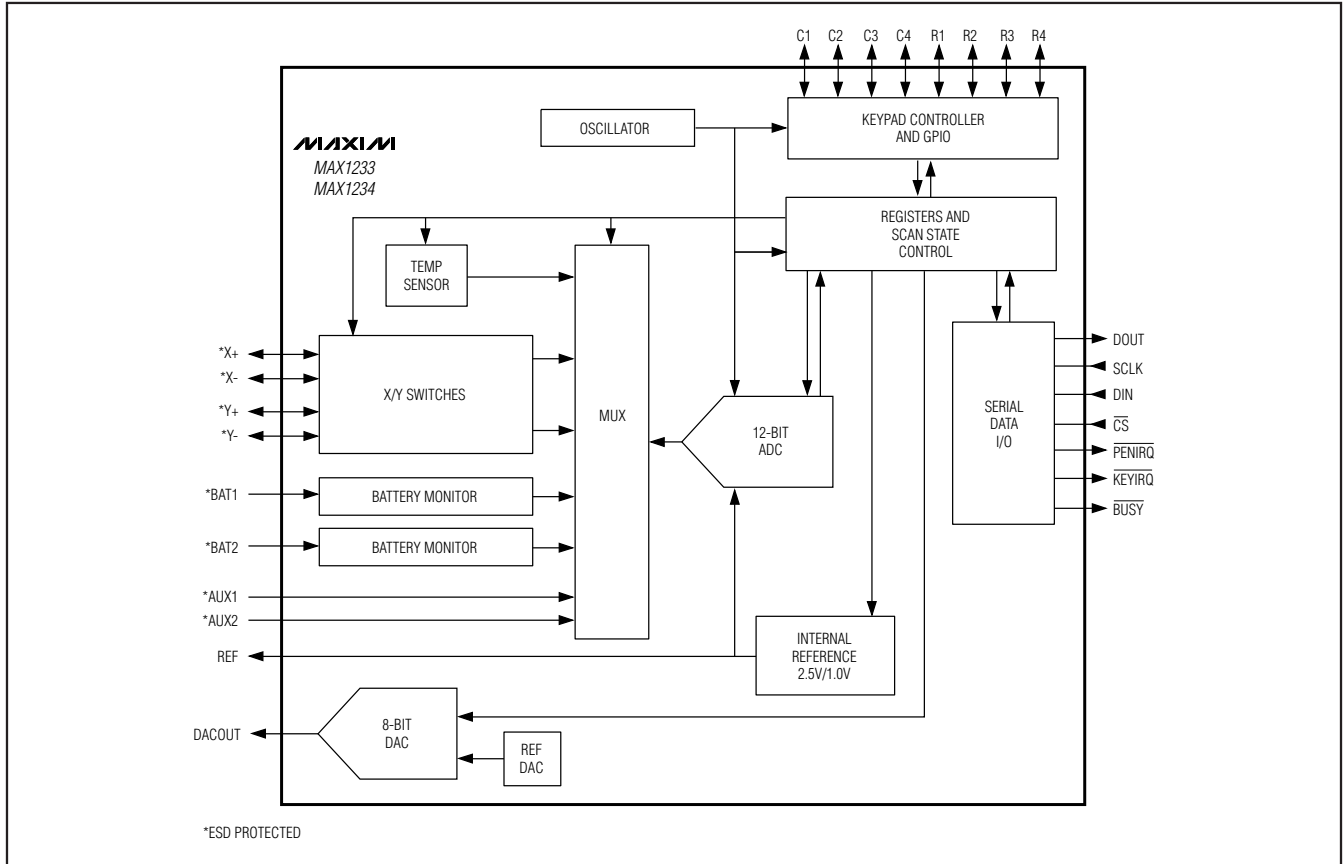 C1 C2 C3 C4 R1 R2 R3 R4
OSCILLATOR
KEYPAD CONTROLLER
AND GPIO
MAXIM
MAX1233
MAX1234
REGISTERS AND
SCAN STATE
CONTROL
TEMP
SENSOR
*X+
*X-
*Y+
*Y-
X/Y SWITCHES
MUX
12-BIT
ADC
SERIAL
DATA
I/O
DOUT
SCLK
DIN
CS
PENIRQ
KEYIRQ
BUSY
*BAT1
BATTERY MONITOR
*BAT2
BATTERY MONITOR
*AUX1
*AUX2
REF
INTERNAL
REFERENCE
2.5V/1.0V
DACOUT
8-BIT
DAC
REF
DAC
*ESD PROTECTED